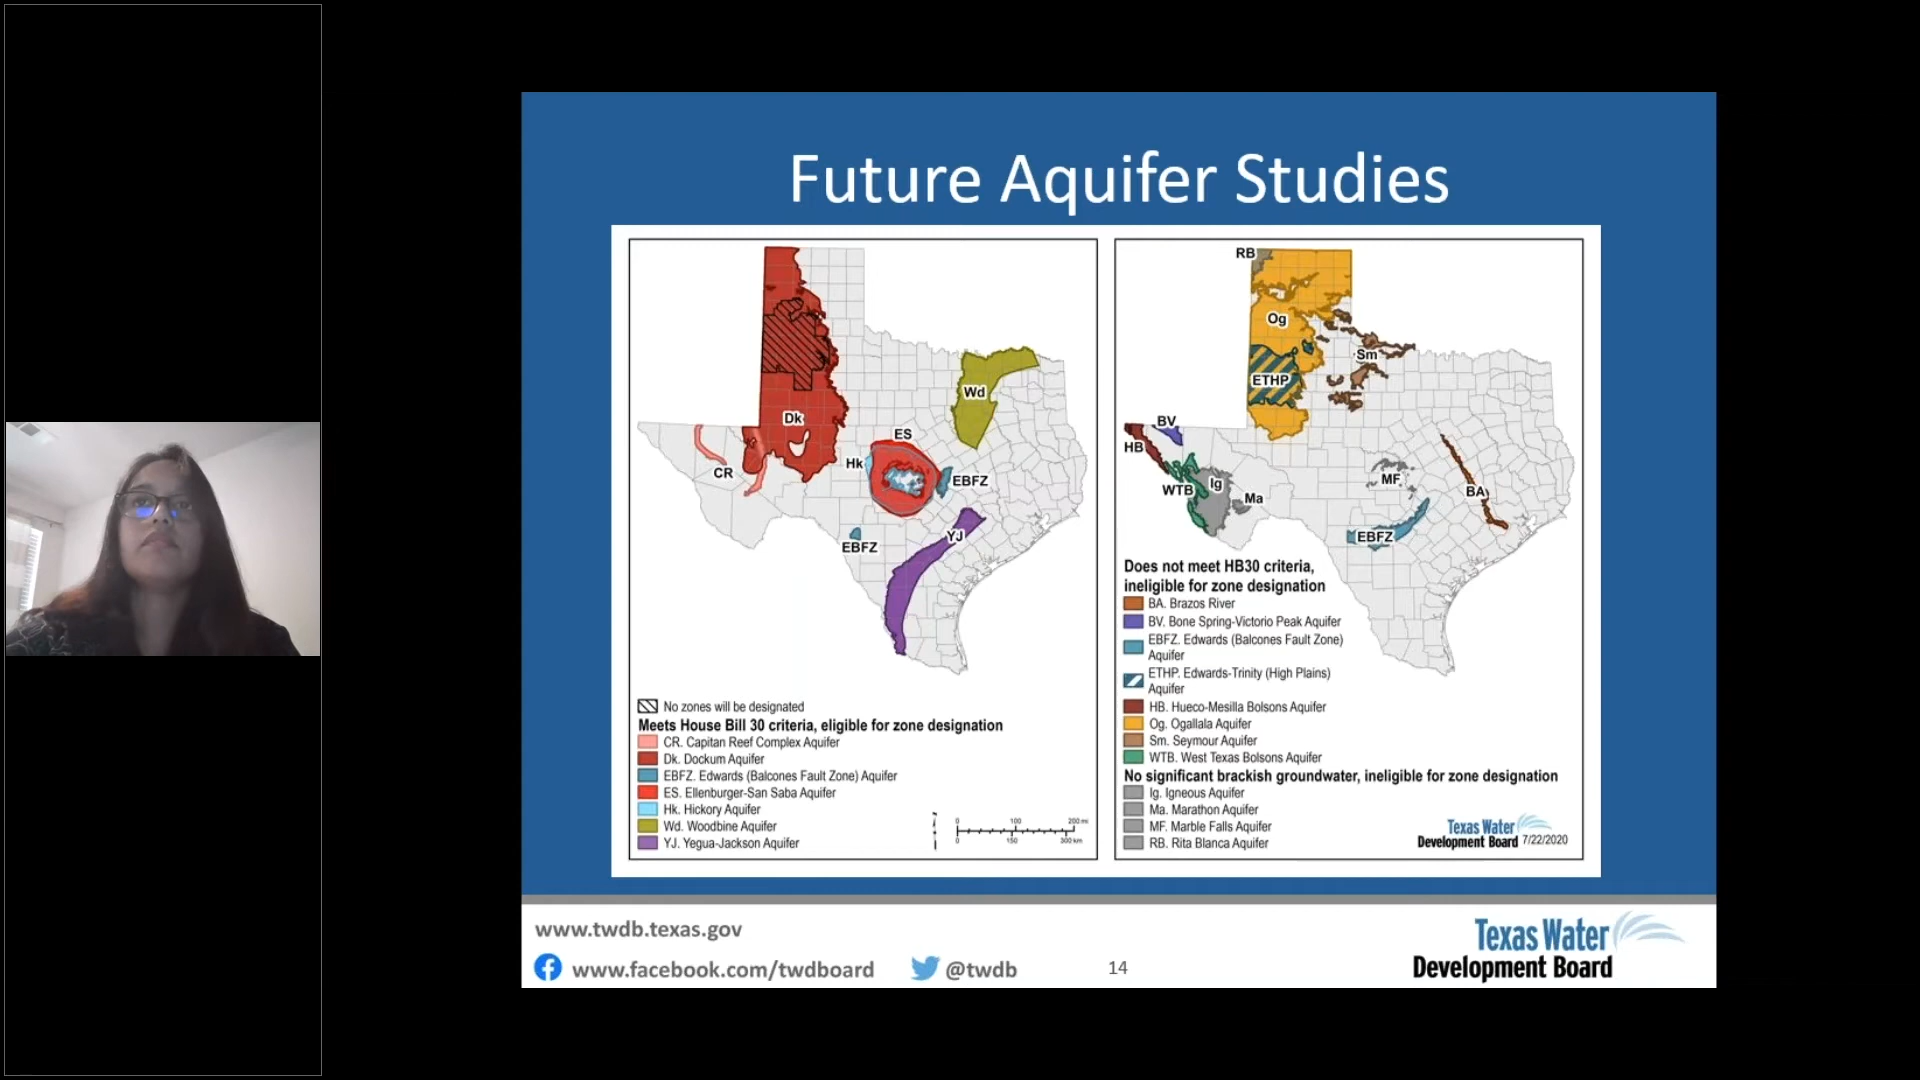 Future Aquifer Studies
Dk
CR
Hk
ES
EBFZ
EBFZ
YJ
Wd
No zones will be designated
Meets House Bill 30 criteria, eligible for zone designation
CR. Capitan Reef Complex Aquifer
Dk. Dockum Aquifer
EBFZ. Edwards (Balcones Fault Zone) Aquifer
ES. Ellenburger-San Saba Aquifer
Hk. Hickory Aquifer
Wd. Woodbine Aquifer
YJ. Yegua-Jackson Aquifer
0 100 200 mi
0 150 300 km
RB
Og
Sm
ETHP
BV
HB
WTB
Ig
Ma
MF
BA
EBFZ
Does not meet HB30 criteria,
ineligible for zone designation
BA. Brazos River
BV. Bone Spring-Victorio Peak Aquifer
EBFZ. Edwards (Balcones Fault Zone)
Aquifer
ETHP. Edwards-Trinity (High Plains)
Aquifer
HB. Hueco-Mesilla Bolsons Aquifer
Og. Ogallala Aquifer
Sm. Seymour Aquifer
WTB. West Texas Bolsons Aquifer
No significant brackish groundwater, ineligible for zone designation
Ig. Igneous Aquifer
Ma. Marathon Aquifer
MF. Marble Falls Aquifer
RB. Rita Blanca Aquifer
Texas Water
Development Board 7/22/2020
www.twdb.texas.gov
www.facebook.com/twdboard @twdb 14
Texas Water
Development Board